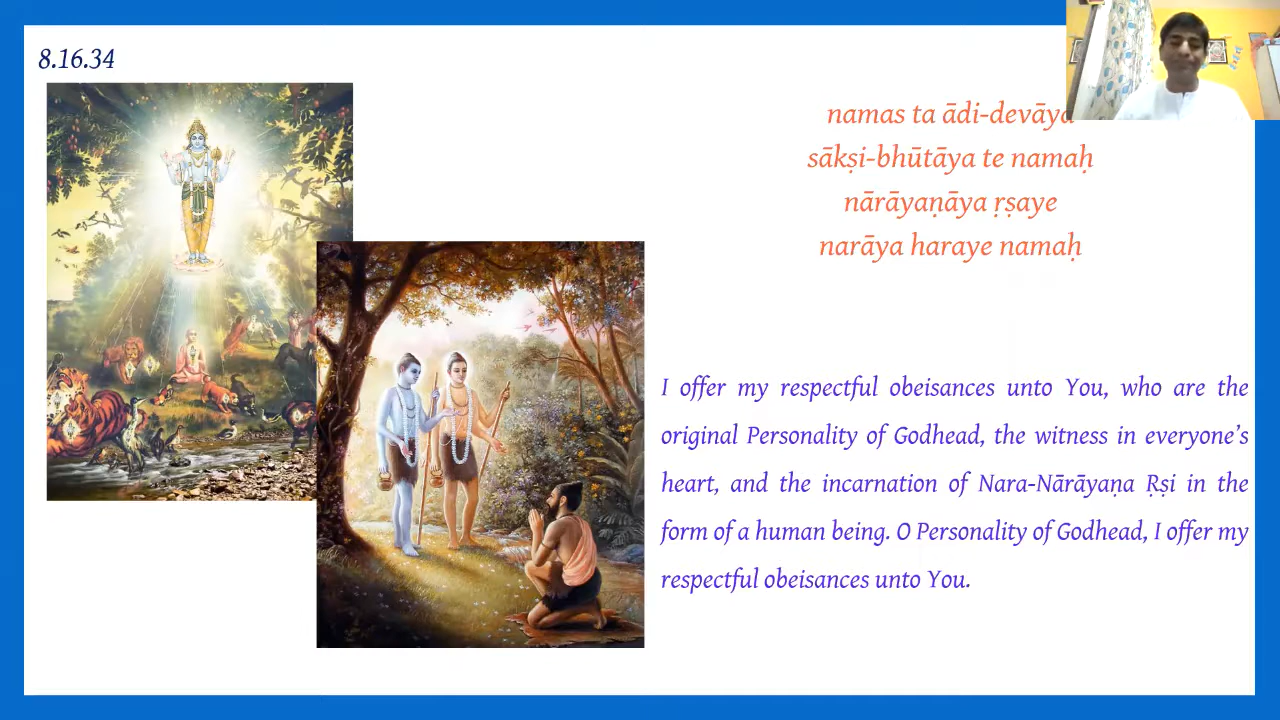 8.16.34
namas ta ādi-devāya
sākṣi-bhūtāya te namaḥ
nārāyaṇāya ṛṣaye
narāya haraye namaḥ
I offer my respectful obeisances unto You, who are the
original Personality of Godhead, the witness in everyone’s
heart, and the incarnation of Nara-Nārāyaṇa Ṛṣi in the
form of a human being. O Personality of Godhead, I offer my
respectful obeisances unto You.